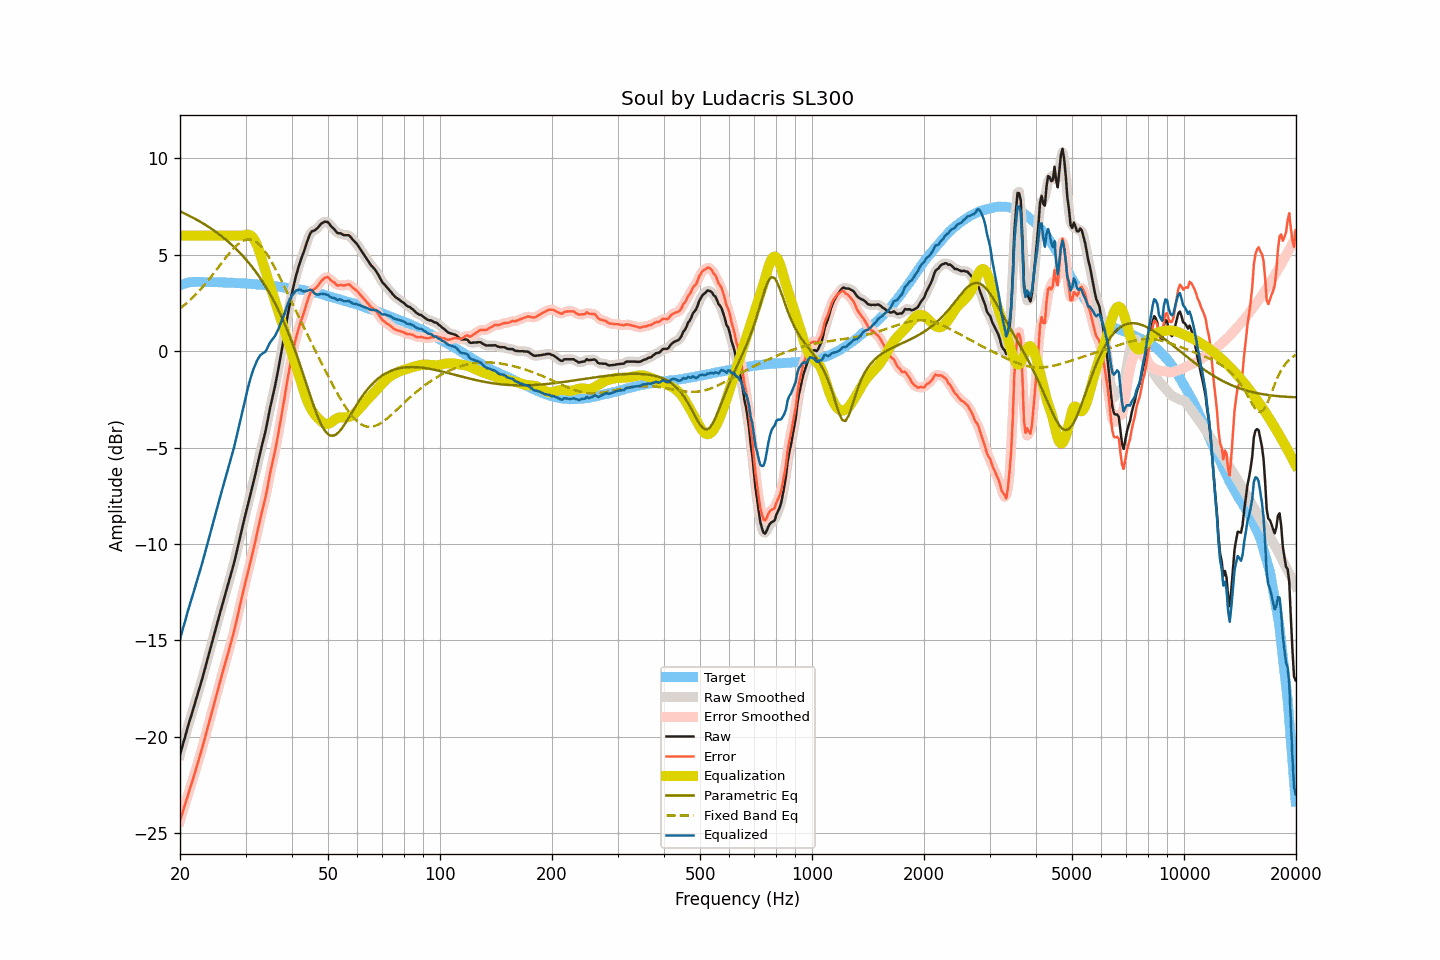 Soul by Ludacris SL300
10
5
0
−5
−10
−15
−20
−25
Amplitude (dBr)
Target
Raw Smoothed
Error Smoothed
Raw
Error
Equalization
Parametric Eq
Fixed Band Eq
Equalized
20 50 100 200 500 1000 2000 5000 10000 20000
Frequency (Hz)